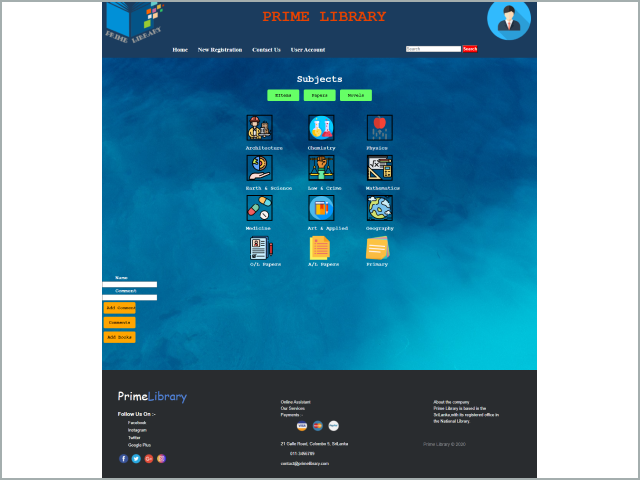 PRIME LIBRARY
PRIME LIBRARY
Home New Registration Contact Us User Account
Search Search
Subjects
Papers Novels
Architecture Chemistry Physics
Earth & Science Law & Crime Mathematics
Medicine Art & Applied Geography
O/L Papers A/L Papers Primary
Name
Comment
Add Comment
Comments
Add Books
PrimeLibrary
Follow Us On :-
Facebook
Instagram
Twitter
Google Plus
Online Assistant
Our Services
Payments :-
VISA
PayPal
21 Galle Road, Colombo 5, SriLanka
011-3456789
contact@primelibrary.com
About the company
Prime Library is based in the
SriLanka,with its registered office in
the National Library.
Prime Library © 2020